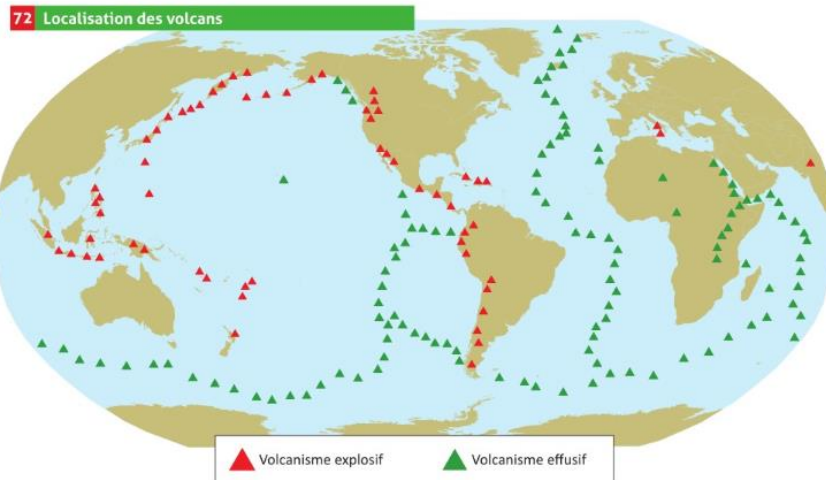 72 Localisation des volcans
Volcanisme explosif
Volcanisme effusif